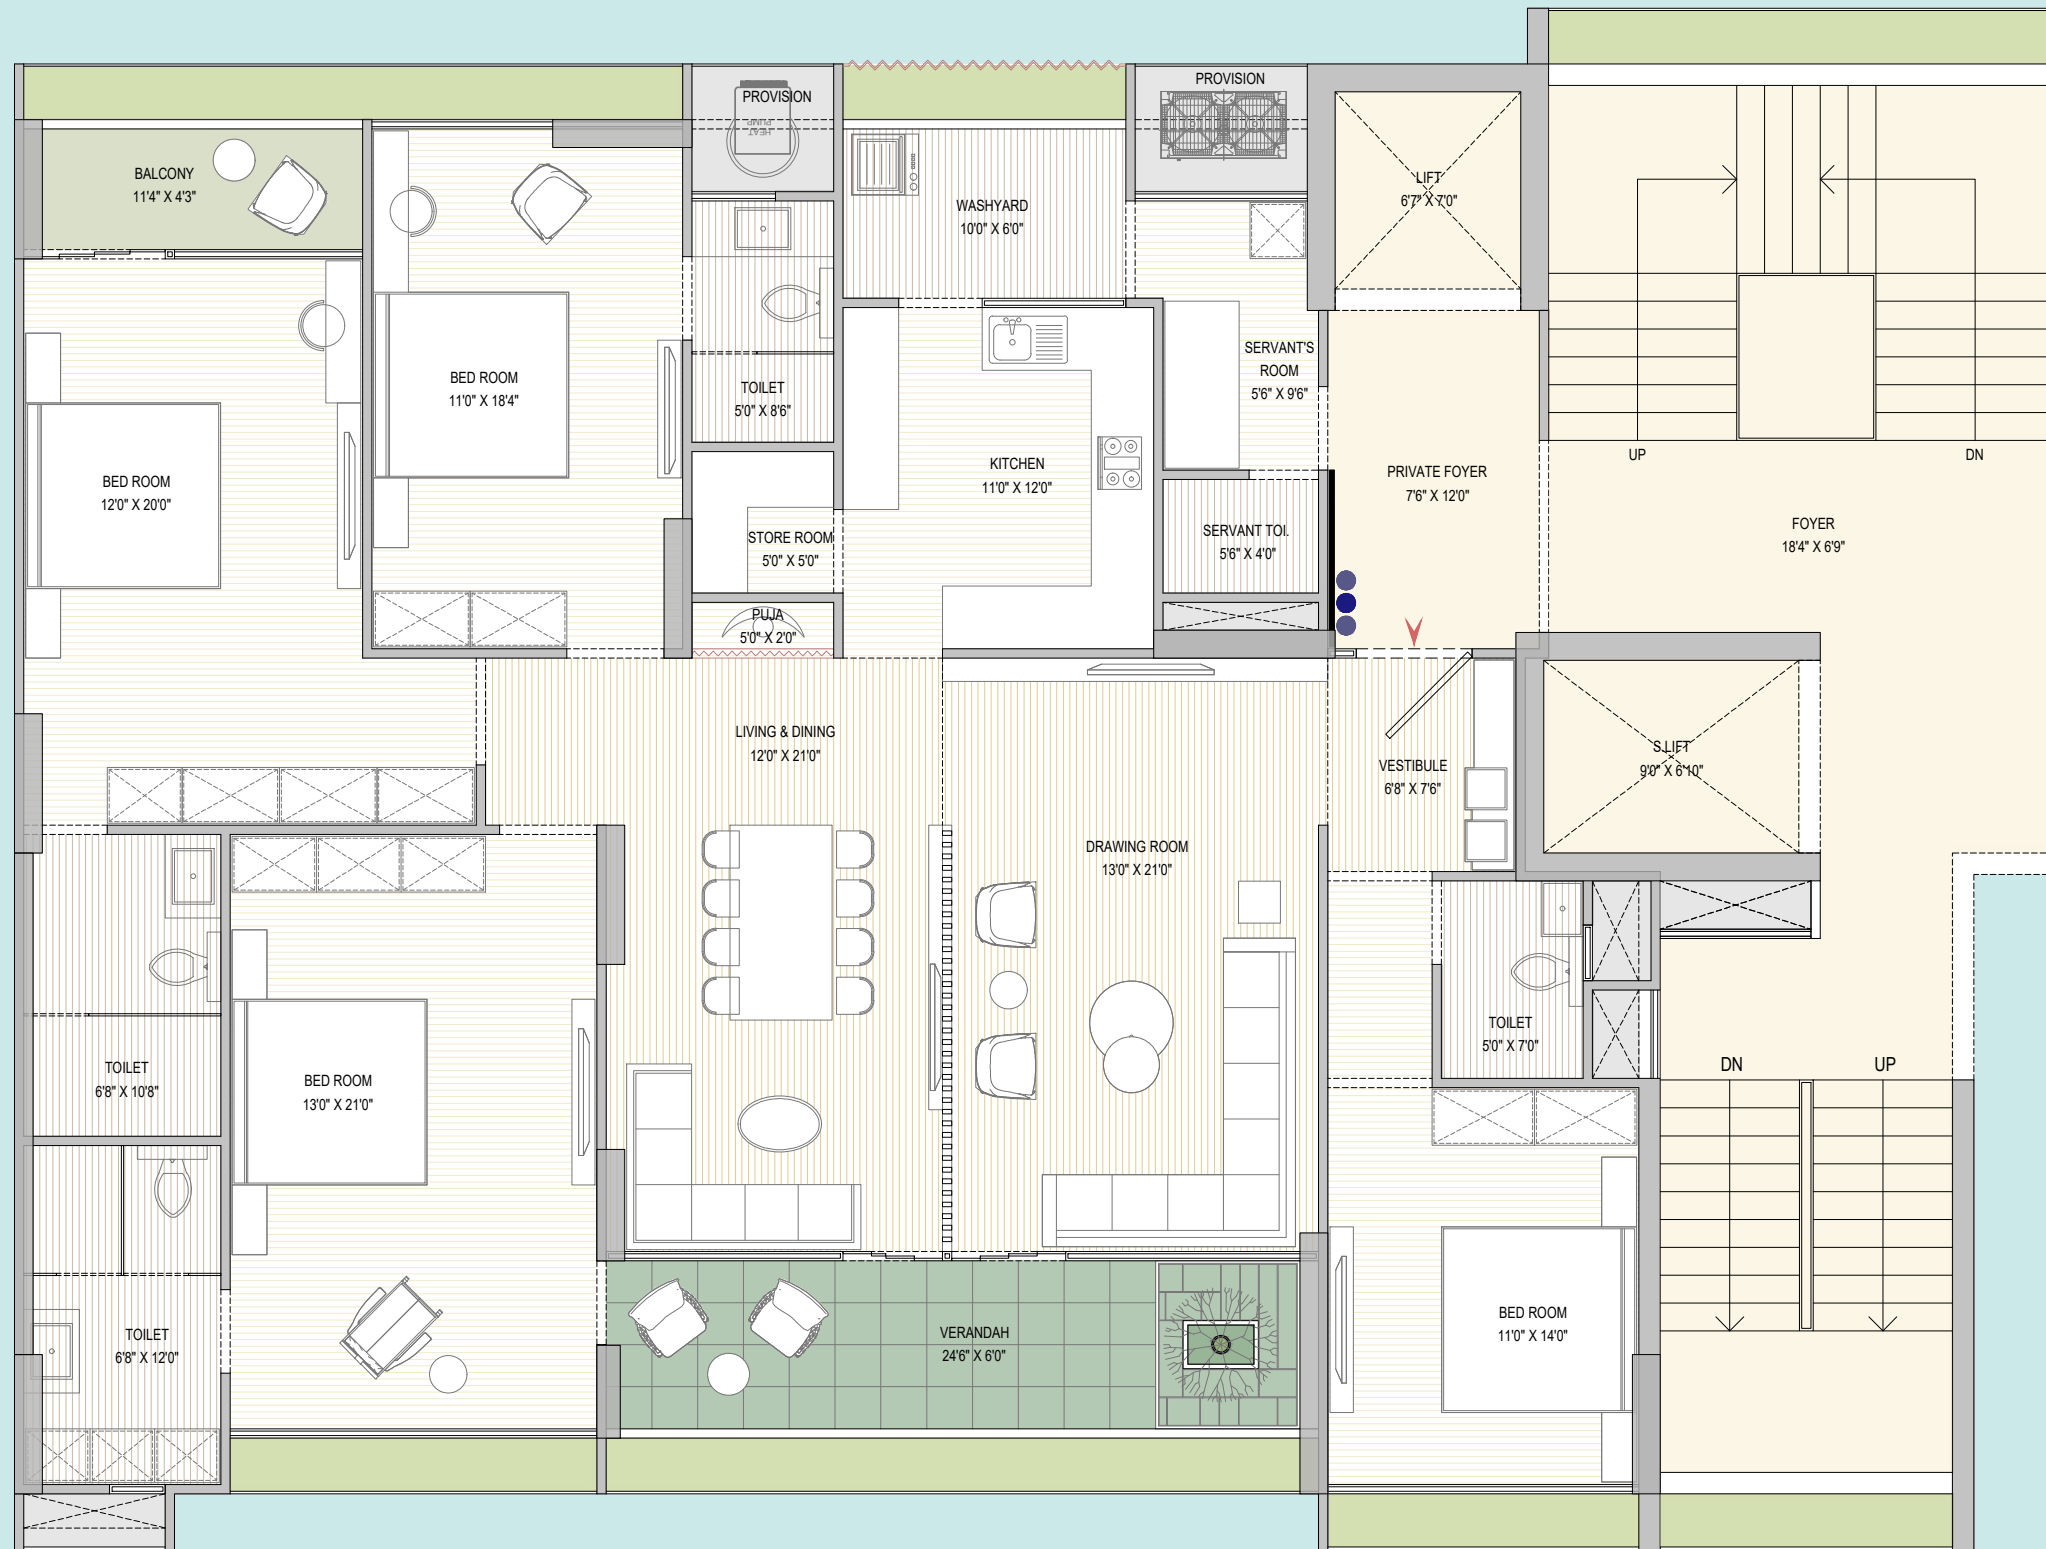 PROVISION
HEAT
PUMP
PROVISION
BALCONY
11'4" X 4'3"
WASHYARD
10'0" X 6'0"
LIFT
6'7" X 7'0"
BED ROOM
11'0" X 18'4"
TOILET
5'0" X 8'6"
SERVANT'S
ROOM
5'6" X 9'6"
BED ROOM
12'0" X 20'0"
KITCHEN
11'0" X 12'0"
PRIVATE FOYER
7'6" X 12'0"
UP
DN
STORE ROOM
5'0" X 5'0"
SERVANT TOI.
5'6" X 4'0"
FOYER
18'4" X 6'9"
PUJA
5'0" X 2'0"
LIVING & DINING
12'0" X 21'0"
VESTIBULE
6'8" X 7'6"
S.LIFT
9'0" X 6'10"
DRAWING ROOM
13'0" X 21'0"
TOILET
5'0" X 7'0"
DN
UP
TOILET
6'8" X 10'8"
BED ROOM
13'0" X 21'0"
TOILET
6'8" X 12'0"
VERANDAH
24'6" X 6'0"
BED ROOM
11'0" X 14'0"